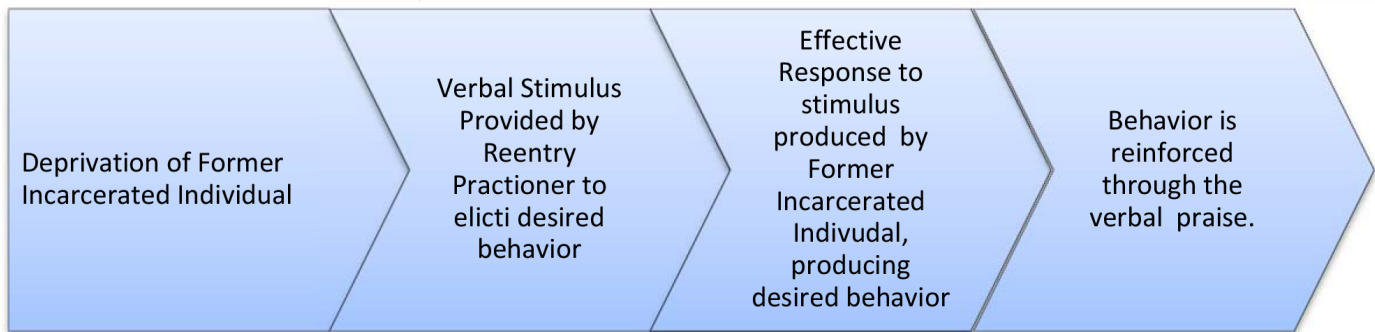 Deprivation of Former
Incarcerated Individual
Verbal Stimulus
Provided by
Reentry
Practioner to
elicti desired
behavior
Effective
Response to
stimulus
produced by
Former
Incarcerated
Indivudal,
producing
desired behavior
Behavior is
reinforced
through the
verbal praise.